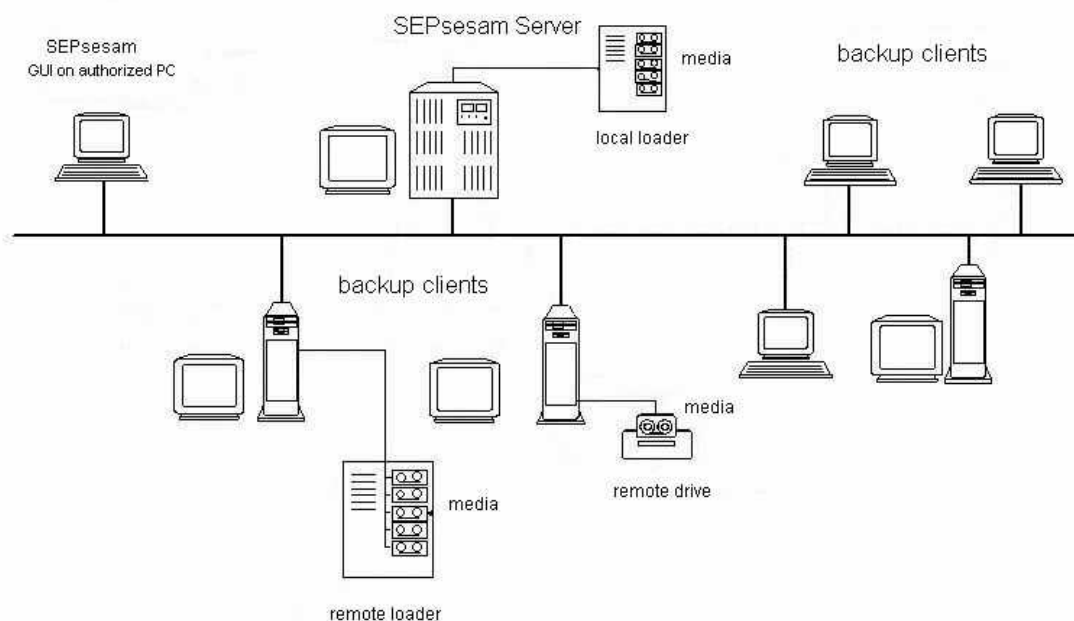 SEPsesam Server
SEPsesam
GUI on authorized PC
media
backup clients
local loader
backup clients
media
remote drive
media
remote loader